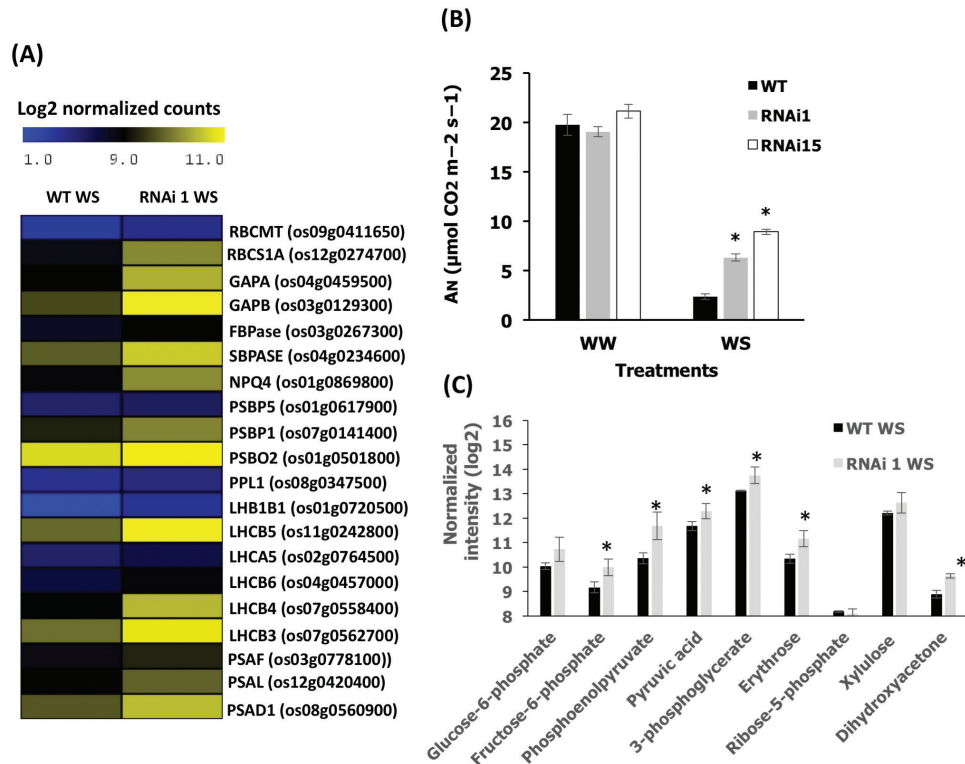 (A)
Log2 normalized counts
1.0 9.0 11.0
WT WS RNAi 1 WS
RBCMT (os09g0411650)
RBCS1A (os12g0274700)
GAPA (os04g0459500)
GAPB (os03g0129300)
FBPase (os03g0267300)
SBPASE (os04g0234600)
NPQ4 (os01g0869800)
PSBP5 (os01g0617900)
PSBP1 (os07g0141400)
PSBO2 (os01g0501800)
PPL1 (os08g0347500)
LHB1B1 (os01g0720500)
LHCB5 (os11g0242800)
LHCA5 (os02g0764500)
LHCB6 (os04g0457000)
LHCB4 (os07g0558400)
LHCB3 (os07g0562700)
PSAF (os03g0778100))
PSAL (os12g0420400)
PSAD1 (os08g0560900)
(B)
AN (µmol CO2 m−2 s−1)
25
20
15
10
5
0
WT
RNAi1
RNAi15
* *
WW WS
Treatments
(C)
Normalized
intensity (log2)
16
15
14
13
12
11
10
9
8
WT WS
RNAi 1 WS
* * * * * *
Glucose-6-phosphate
Fructose-6-phosphate
Phosphoenolpyruvate
Pyruvic acid
3-phosphoglycerate
Erythrose
Ribose-5-phosphate
Xylulose
Dihydroxyacetone